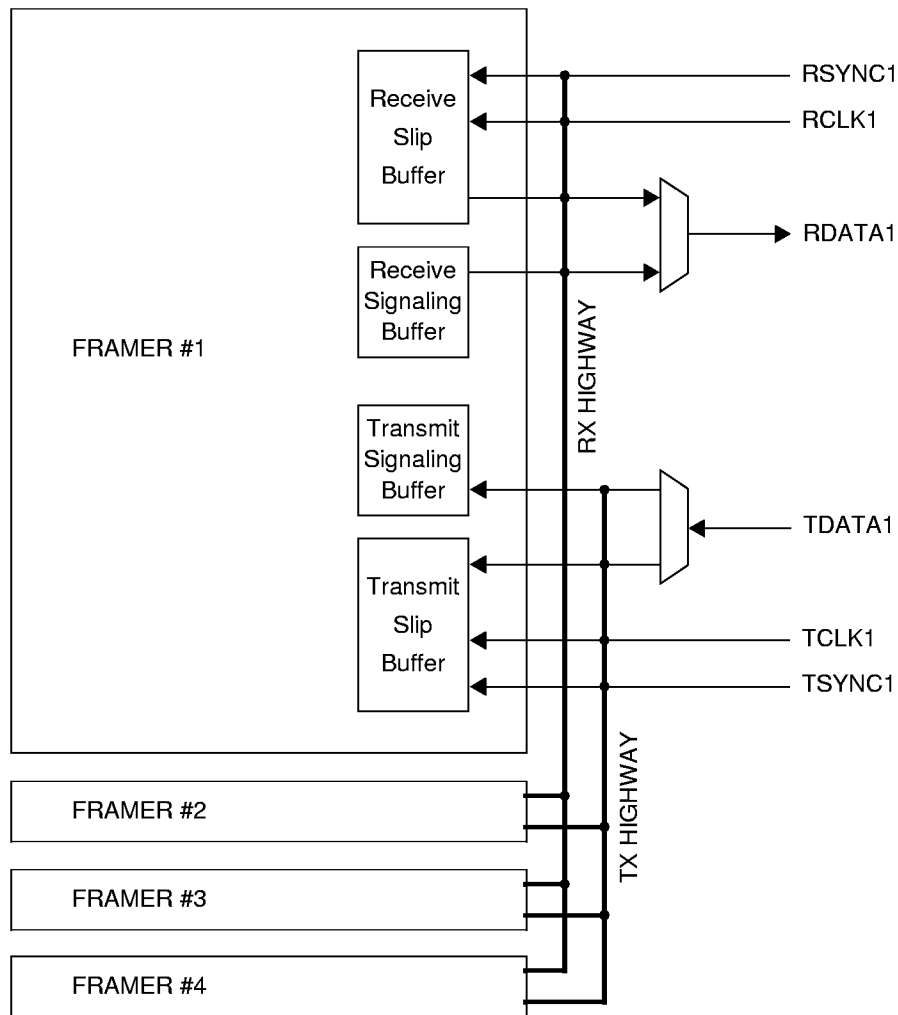 RSYNC1
Receive
Slip
Buffer
RCLK1
RDATA1
Receive
Signaling
Buffer
RX HIGHWAY
FRAMER #1
Transmit
Signaling
Buffer
TDATA1
Transmit
Slip
Buffer
TCLK1
TSYNC1
TX HIGHWAY
FRAMER #2
FRAMER #3
FRAMER #4